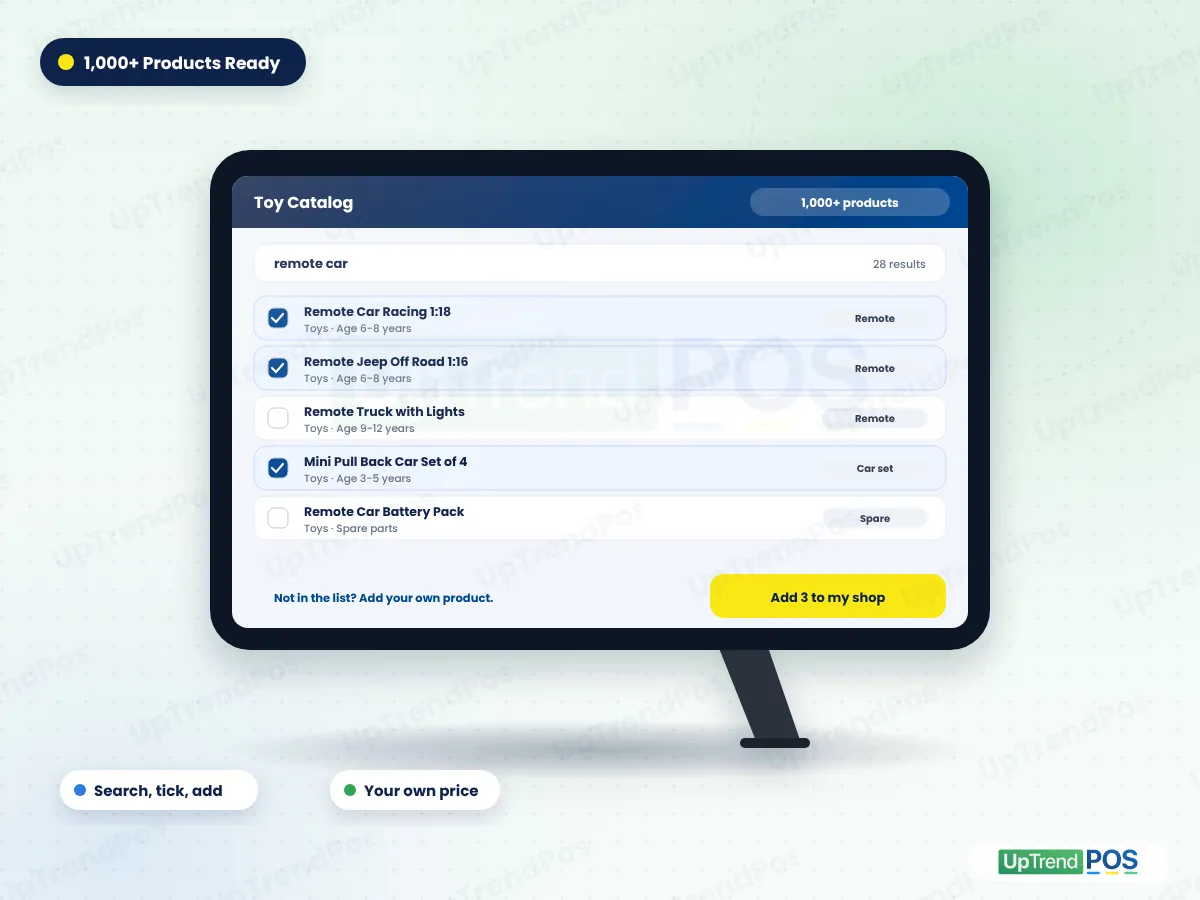 1,000+ Products Ready
Toy Catalog
1,000+ products
remote car
28 results
Remote Car Racing 1:18
Toys · Age 6-8 years
Remote
Remote Jeep Off Road 1:16
Toys · Age 6-8 years
Remote
Remote Truck with Lights
Toys · Age 9-12 years
Remote
Mini Pull Back Car Set of 4
Toys · Age 3-5 years
Car set
Remote Car Battery Pack
Toys · Spare parts
Spare
Not in the list? Add your own product.
Add 3 to my shop
Search, tick, add
Your own price
UpTrend POS